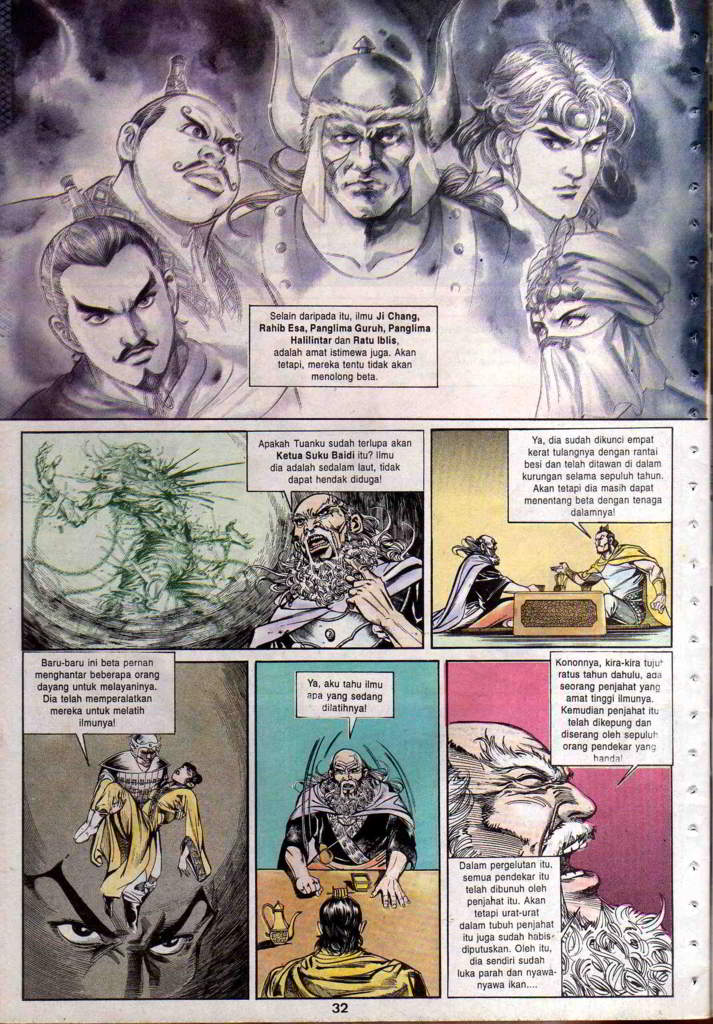 Selain daripada itu, ilmu Ji Chang,
Rahib Esa, Panglima Guruh, Panglima
Halilintar dan Ratu Iblis,
adalah amat istimewa juga. Akan
tetapi, mereka tentu tidak akan
menolong beta.
Apakah Tuanku sudah terlupa akan
Ketua Suku Baidi itu? Ilmu
dia adalah sedalam laut, tidak
dapat hendak diduga!
Ya, dia sudah dikunci empat
kerat tulangnya dengan rantai
besi dan telah ditawan di dalam
kurungan selama sepuluh tahun.
Akan tetapi dia masih dapat
menentang beta dengan tenaga
dalamnya!
Baru-baru ini beta pernah
menghantar beberapa orang
dayang untuk melayaninya.
Dia telah memperalatkan
mereka untuk melatih
ilmunya!
Ya, aku tahu ilmu
apa yang sedang
dilatihnya!
Kononnya, kira-kira tujuh
ratus tahun dahulu, ada
seorang penjahat yang
amat tinggi ilmunya.
Kemudian penjahat itu
telah dikepung dan
diserang oleh sepuluh
orang pendekar yang
handal
Dalam pergelutan itu,
semua pendekar itu
telah dibunuh oleh
penjahat itu. Akan
tetapi urat-urat
dalam tubuh penjahat
itu juga sudah habis
diputuskan. Oleh itu,
dia sendiri sudah
luka parah dan nyawa-
nyawa ikan....
32